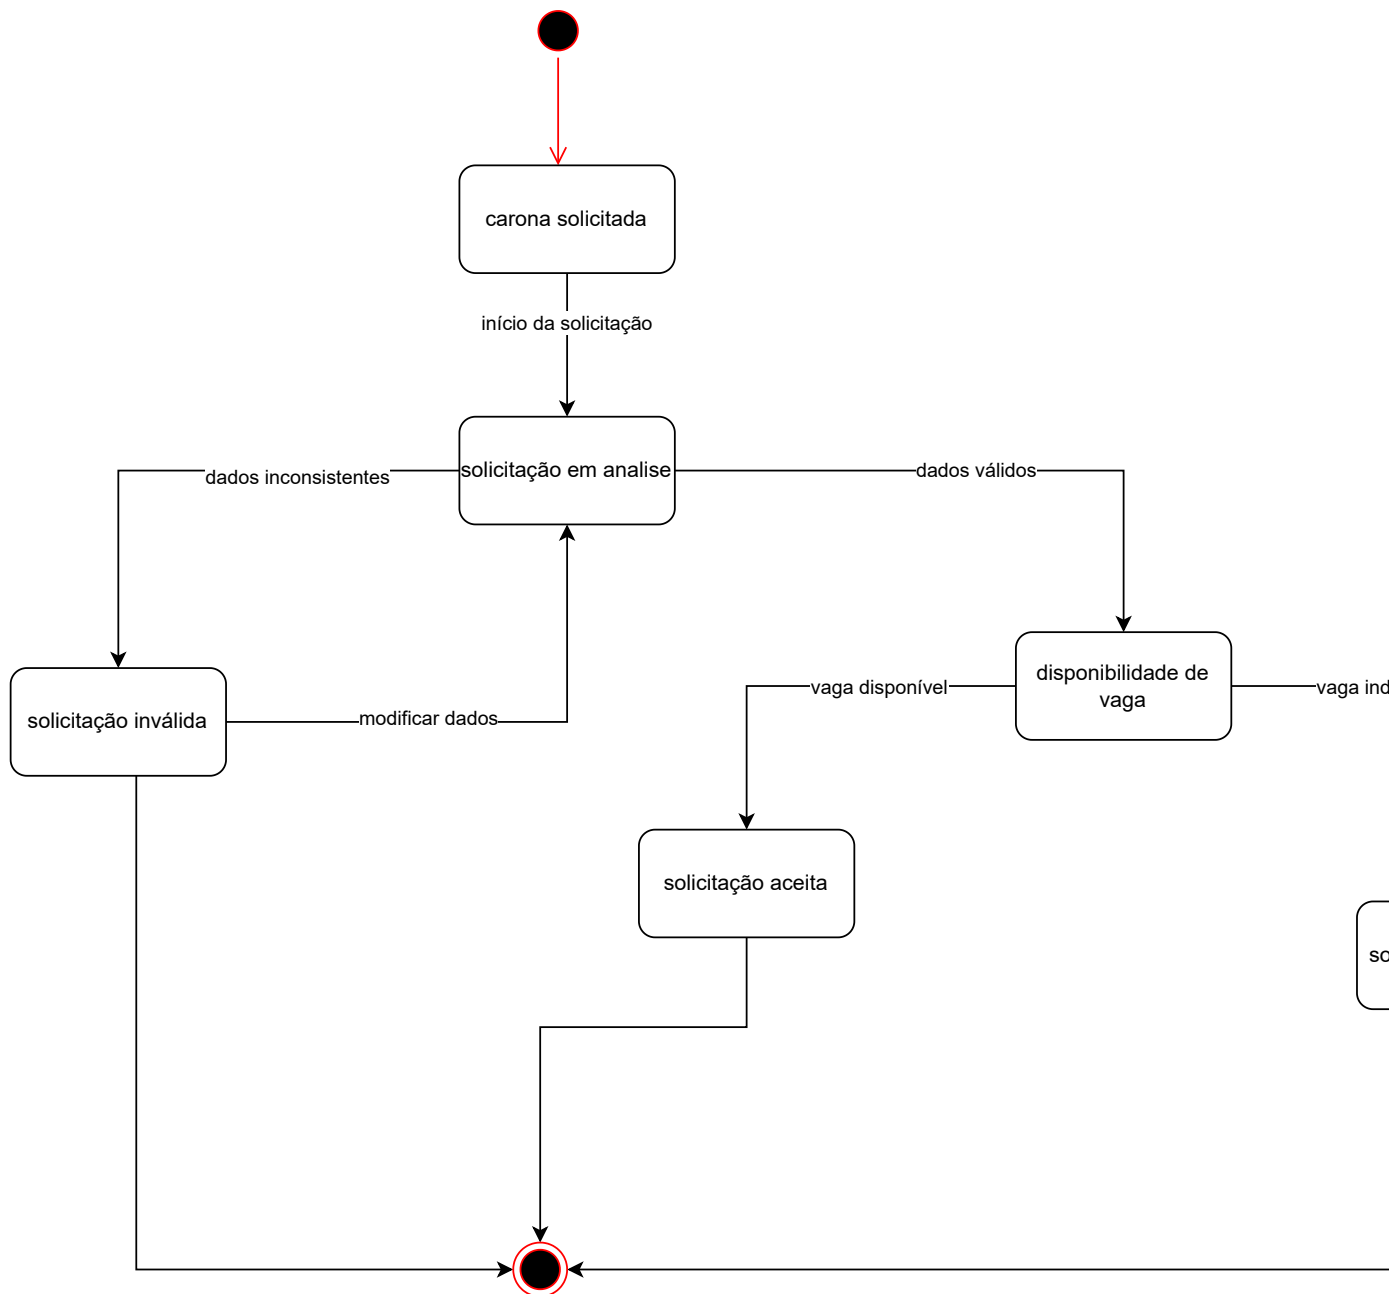 carona solicitada
início da solicitação
solicitação em analise
dados inconsistentes
dados válidos
disponibilidade de
vaga
vaga disponível
vaga
solicitação inválida
modificar dados
solicitação aceita